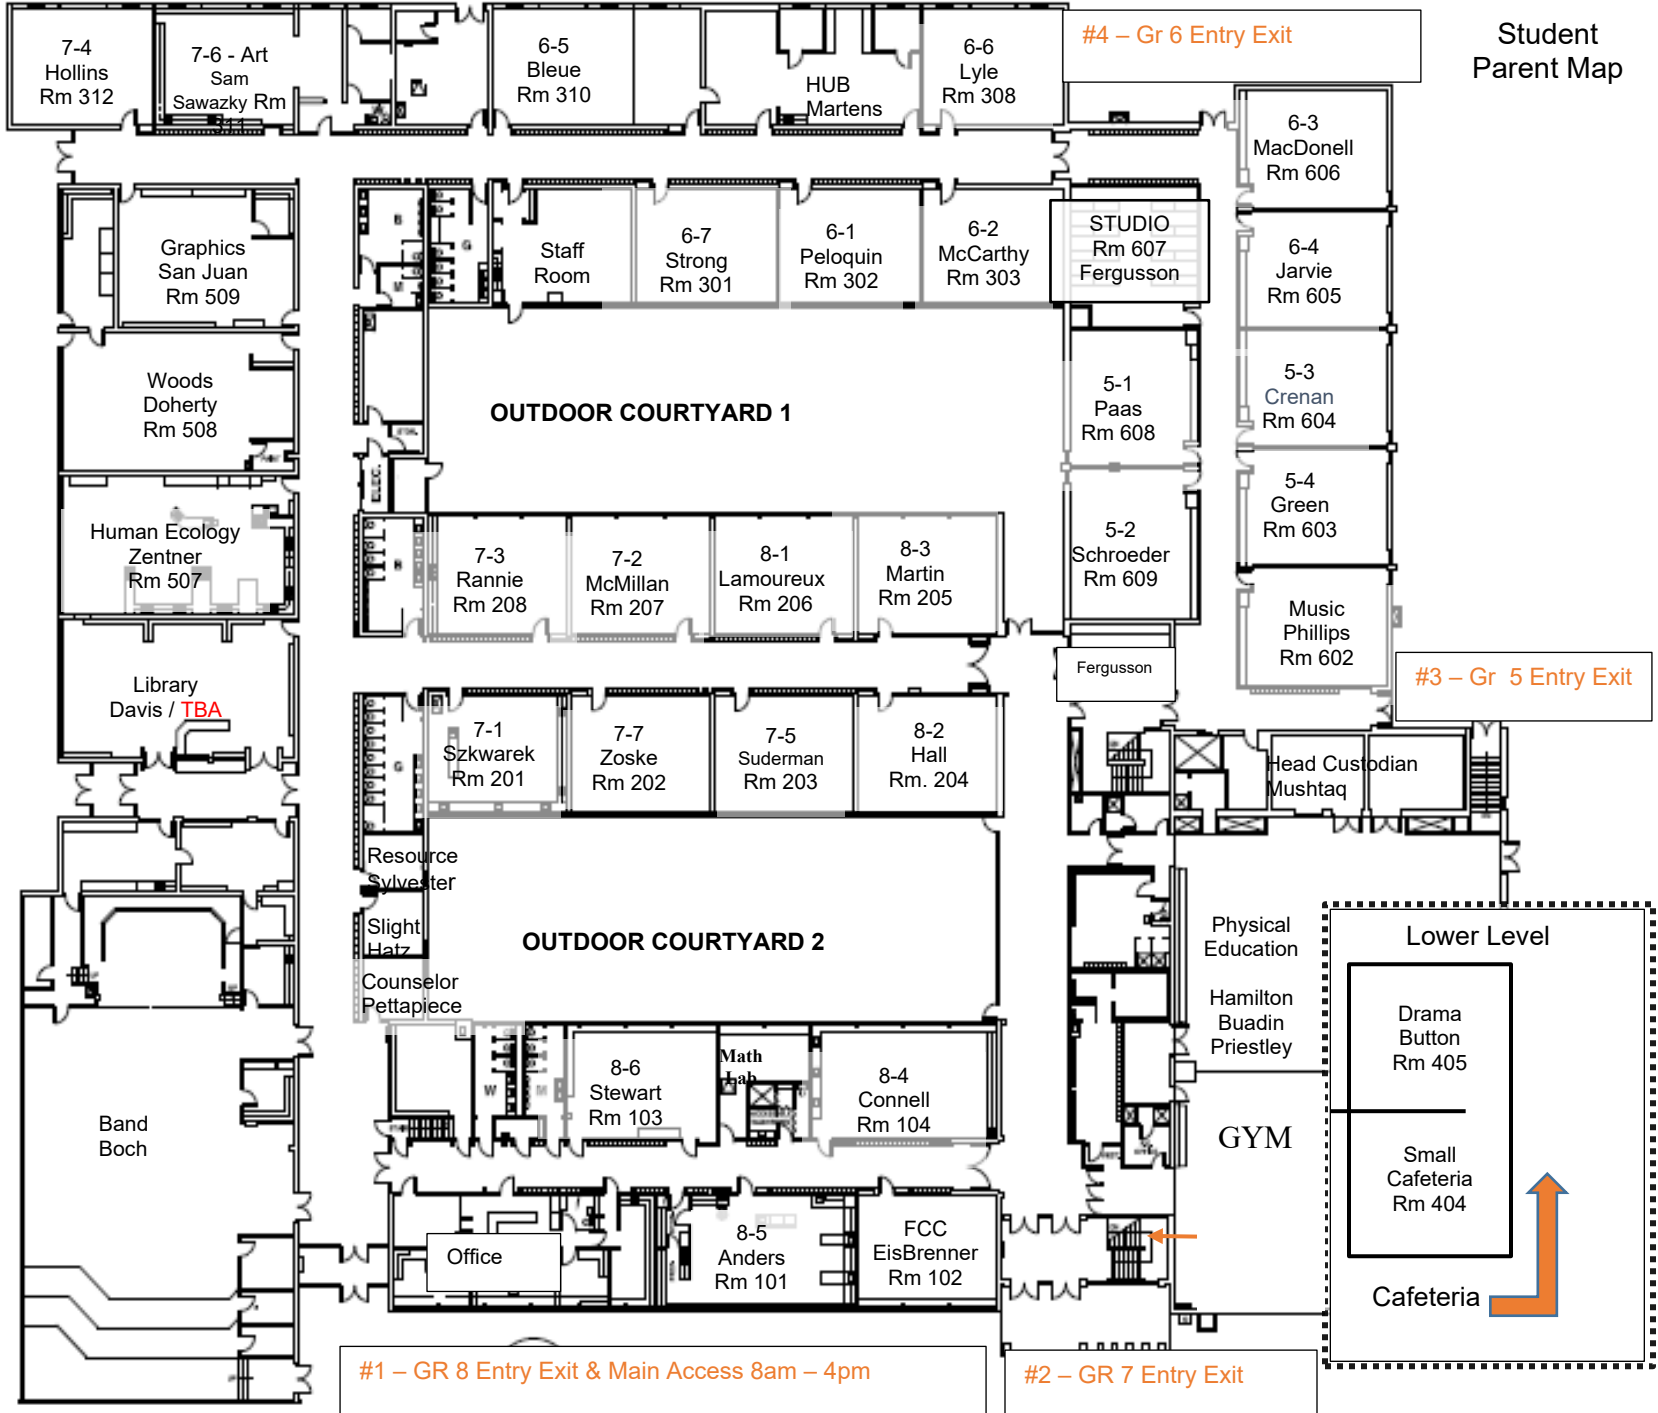 #4 – Gr 6 Entry Exit
Student
Parent Map
7-4
Hollins
Rm 312
7-6 - Art
Sam
Sawazky Rm
311
6-5
Bleue
Rm 310
HUB
Martens
6-6
Lyle
Rm 308
6-3
MacDonell
Rm 606
Graphics
San Juan
Rm 509
B
M
G
Staff
Room
6-7
Strong
Rm 301
6-1
Peloquin
Rm 302
6-2
McCarthy
Rm 303
STUDIO
Rm 607
Fergusson
6-4
Jarvie
Rm 605
Woods
Doherty
Rm 508
OUTDOOR COURTYARD 1
5-1
Paas
Rm 608
5-3
Crenan
Rm 604
ELEC.
Human Ecology
Zentner
Rm 507
B
7-3
Rannie
Rm 208
7-2
McMillan
Rm 207
8-1
Lamoureux
Rm 206
8-3
Martin
Rm 205
5-2
Schroeder
Rm 609
5-4
Green
Rm 603
Music
Phillips
Rm 602
Library
Davis / TBA
Fergusson
#3 – Gr  5 Entry Exit
G
7-1
Szkwarek
Rm 201
7-7
Zoske
Rm 202
7-5
Suderman
Rm 203
8-2
Hall
Rm. 204
Head Custodian
Mushtaq
Resource
Sylvester
Slight
Hatz
Counselor
Pettapiece
OUTDOOR COURTYARD 2
Physical
Education
Hamilton
Buadin
Priestley
Lower Level
Drama
Button
Rm 405
Band
Boch
W
M
8-6
Stewart
Rm 103
Math
Lab
8-4
Connell
Rm 104
GYM
Small
Cafeteria
Rm 404
Office
8-5
Anders
Rm 101
FCC
EisBrenner
Rm 102
Cafeteria
#1 – GR 8 Entry Exit & Main Access 8am – 4pm
#2 – GR 7 Entry Exit